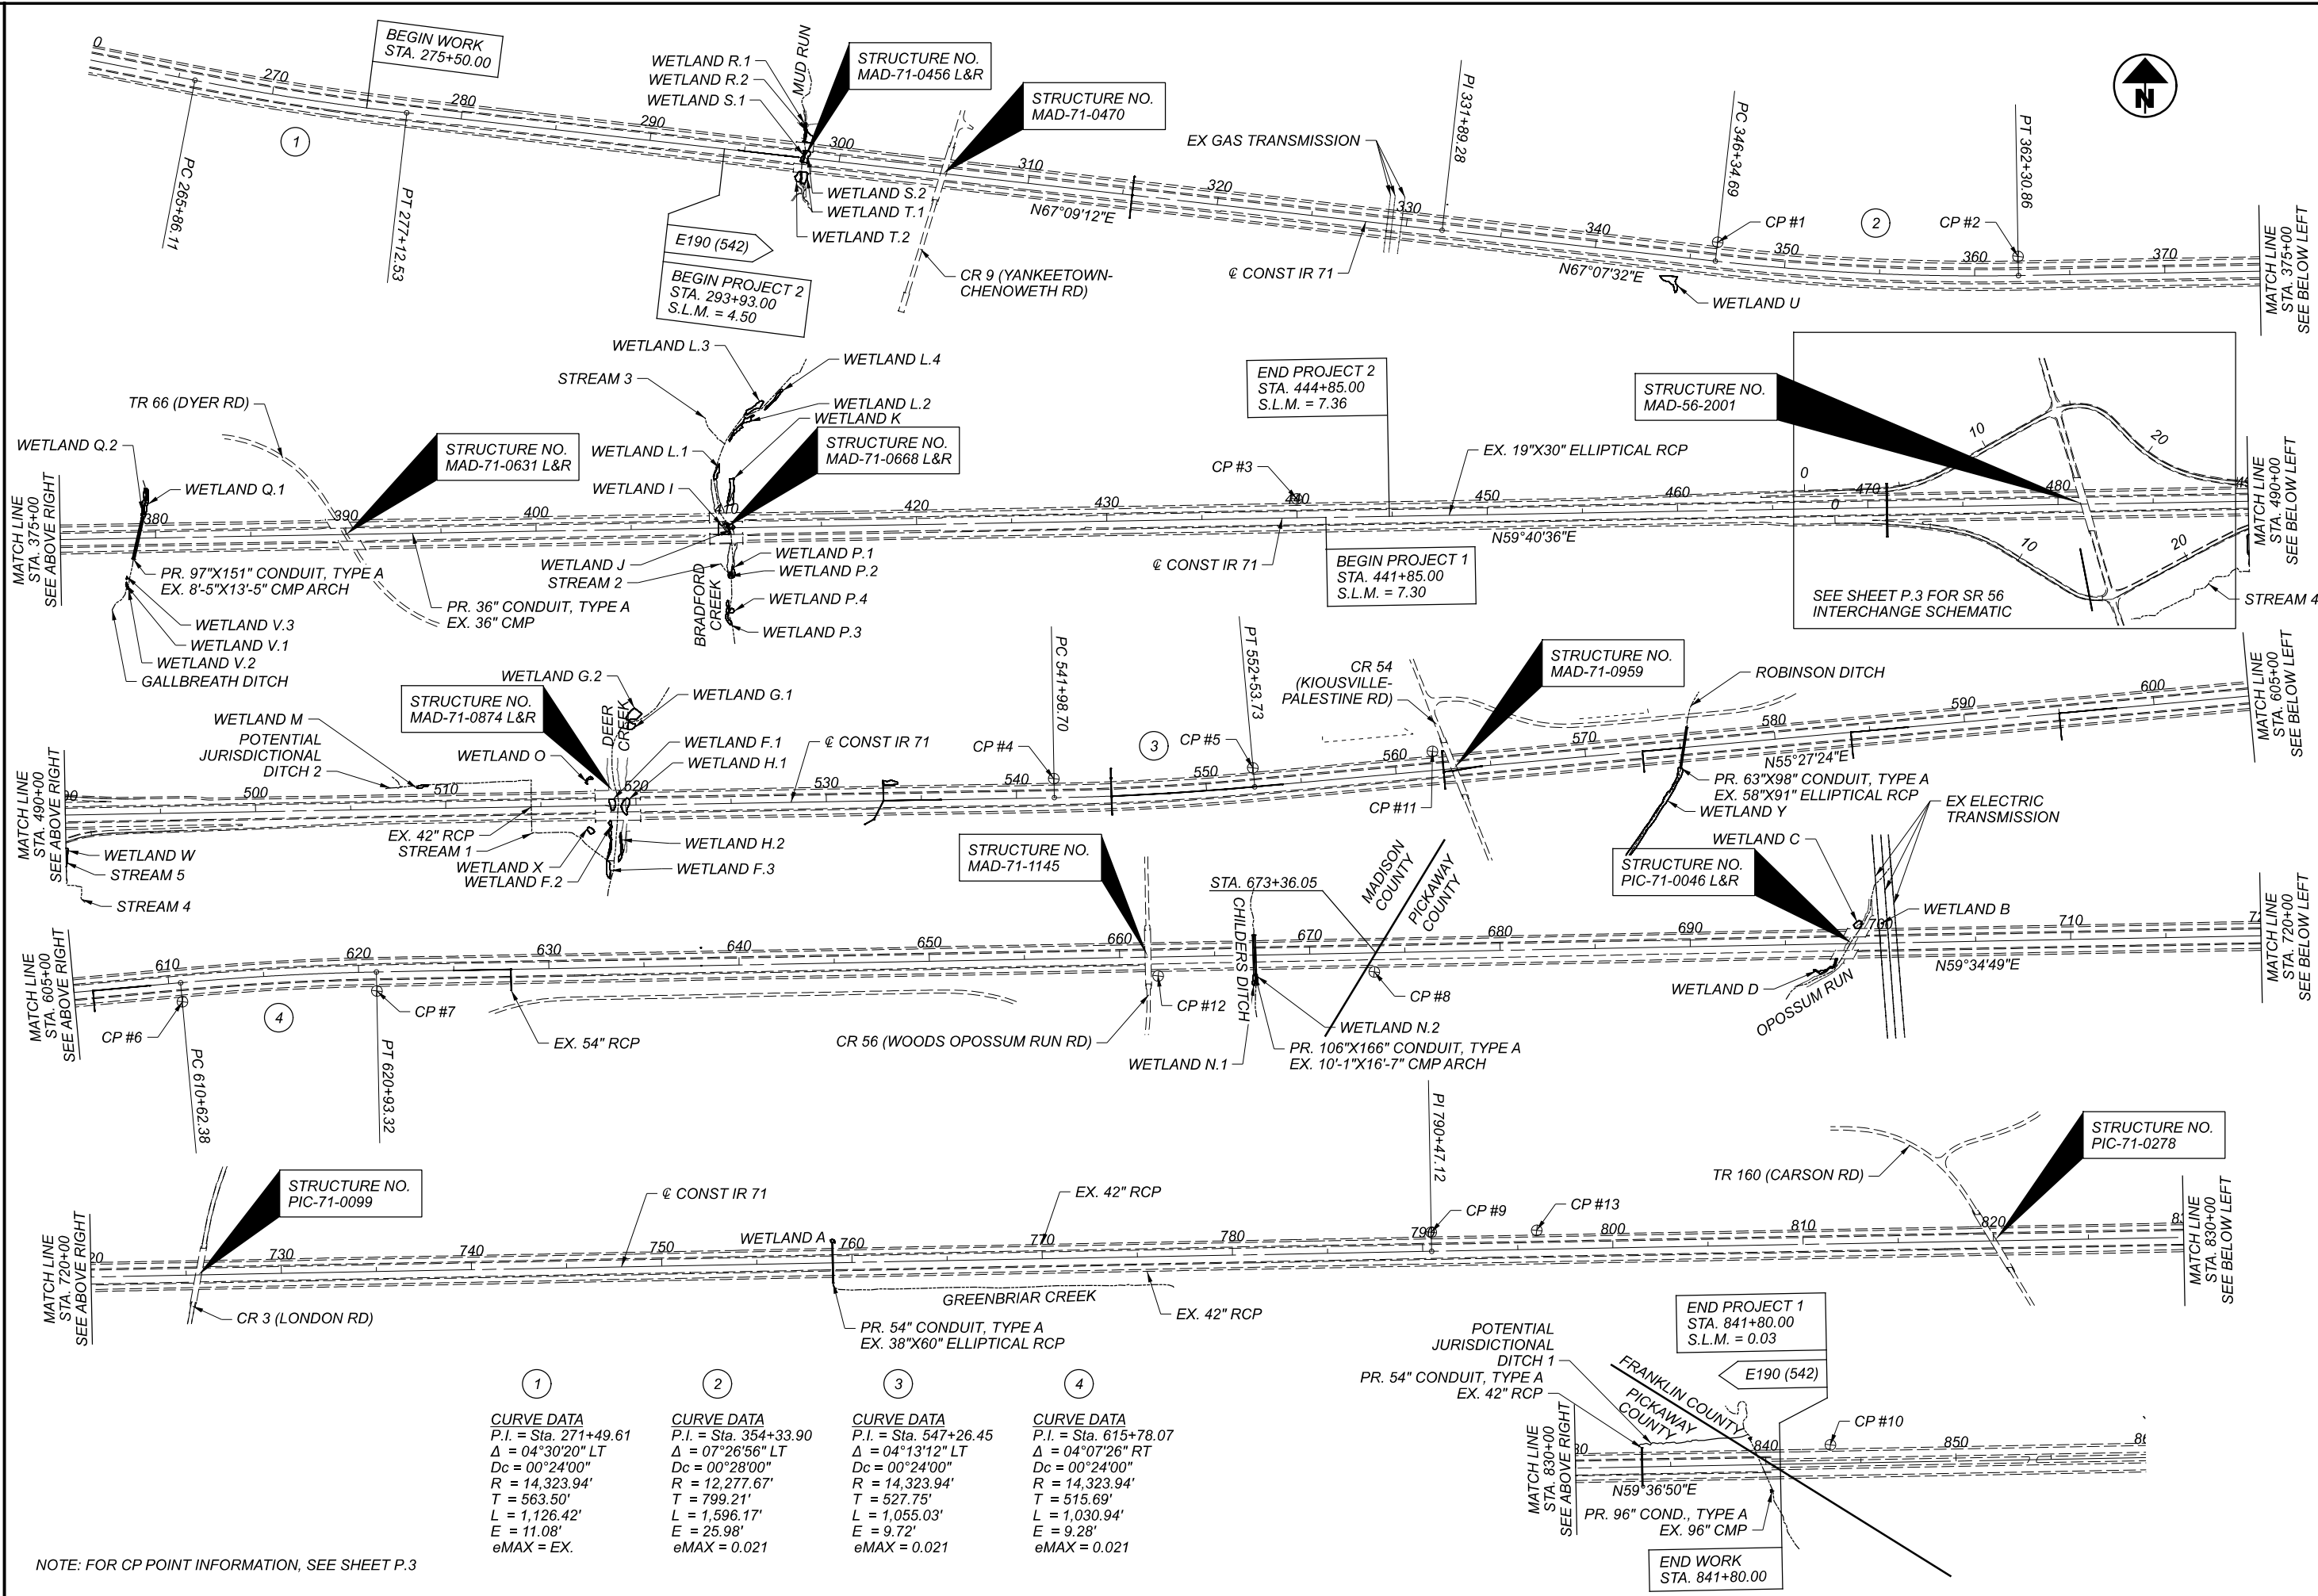 0
BEGIN WORK
STA. 275+50.00
270
280
290
300
310
320
330
340
350
360
370
1
PC 265+86.11
PT 277+12.53
WETLAND R.1
WETLAND R.2
WETLAND S.1
MUD RUN
STRUCTURE NO.
MAD-71-0456 L&R
STRUCTURE NO.
MAD-71-0470
WETLAND S.2
WETLAND T.1
WETLAND T.2
E190 (542)
BEGIN PROJECT 2
STA. 293+93.00
S.L.M. = 4.50
CR 9 (YANKEETOWN-
CHENOWETH RD)
N67°09'12"E
EX GAS TRANSMISSION
℄ CONST IR 71
PI 331+89.28
N67°07'32"E
PC 346+34.69
CP #1
2
CP #2
PT 362+30.86
WETLAND U
N
MATCH LINE
STA. 375+00
SEE BELOW LEFT
MATCH LINE
STA. 375+00
SEE ABOVE RIGHT
TR 66 (DYER RD)
WETLAND Q.2
WETLAND Q.1
380
390
400
410
420
430
440
450
460
470
480
PR. 97"X151" CONDUIT, TYPE A
EX. 8'-5"X13'-5" CMP ARCH
WETLAND V.3
WETLAND V.1
WETLAND V.2
GALLBREATH DITCH
STRUCTURE NO.
MAD-71-0631 L&R
PR. 36" CONDUIT, TYPE A
EX. 36" CMP
WETLAND L.3
WETLAND L.4
STREAM 3
WETLAND L.2
WETLAND K
STRUCTURE NO.
MAD-71-0668 L&R
WETLAND L.1
WETLAND I
WETLAND J
STREAM 2
BRADFORD
CREEK
WETLAND P.1
WETLAND P.2
WETLAND P.4
WETLAND P.3
END PROJECT 2
STA. 444+85.00
S.L.M. = 7.36
CP #3
EX. 19"X30" ELLIPTICAL RCP
℄ CONST IR 71
BEGIN PROJECT 1
STA. 441+85.00
S.L.M. = 7.30
N59°40'36"E
STRUCTURE NO.
MAD-56-2001
0
10
20
0
10
20
SEE SHEET P.3 FOR SR 56
INTERCHANGE SCHEMATIC
STREAM 4
MATCH LINE
STA. 490+00
SEE BELOW LEFT
MATCH LINE
STA. 490+00
SEE ABOVE RIGHT
WETLAND W
STREAM 5
STREAM 4
WETLAND M
POTENTIAL
JURISDICTIONAL
DITCH 2
500
510
520
530
540
550
560
570
580
590
600
STRUCTURE NO.
MAD-71-0874 L&R
WETLAND G.2
WETLAND G.1
DEER
CREEK
WETLAND O
WETLAND F.1
WETLAND H.1
℄ CONST IR 71
EX. 42" RCP
STREAM 1
WETLAND X
WETLAND F.2
WETLAND H.2
WETLAND F.3
CP #4
PC 541+98.70
3
CP #5
PT 552+53.73
CR 54
(KIOUSVILLE-
PALESTINE RD)
CP #11
STRUCTURE NO.
MAD-71-0959
ROBINSON DITCH
N55°27'24"E
PR. 63"X98" CONDUIT, TYPE A
EX. 58"X91" ELLIPTICAL RCP
WETLAND Y
MATCH LINE
STA. 605+00
SEE BELOW LEFT
MATCH LINE
STA. 605+00
SEE ABOVE RIGHT
610
620
630
640
650
660
670
680
690
700
710
CP #6
4
CP #7
PC 610+62.38
PT 620+93.32
EX. 54" RCP
STRUCTURE NO.
MAD-71-1145
CR 56 (WOODS OPOSSUM RUN RD)
CP #12
CHILDERS DITCH
WETLAND N.1
WETLAND N.2
PR. 106"X166" CONDUIT, TYPE A
EX. 10'-1"X16'-7" CMP ARCH
STA. 673+36.05
MADISON
COUNTY
PICKAWAY
COUNTY
CP #8
STRUCTURE NO.
PIC-71-0046 L&R
WETLAND C
EX ELECTRIC
TRANSMISSION
WETLAND B
WETLAND D
OPOSSUM RUN
N59°34'49"E
MATCH LINE
STA. 720+00
SEE BELOW LEFT
MATCH LINE
STA. 720+00
SEE ABOVE RIGHT
STRUCTURE NO.
PIC-71-0099
CR 3 (LONDON RD)
730
740
750
760
770
780
790
800
810
820
℄ CONST IR 71
WETLAND A
PR. 54" CONDUIT, TYPE A
EX. 38"X60" ELLIPTICAL RCP
GREENBRIAR CREEK
EX. 42" RCP
EX. 42" RCP
PI 790+47.12
CP #9
CP #13
TR 160 (CARSON RD)
STRUCTURE NO.
PIC-71-0278
MATCH LINE
STA. 830+00
SEE BELOW LEFT
MATCH LINE
STA. 830+00
SEE ABOVE RIGHT
POTENTIAL
JURISDICTIONAL
DITCH 1
PR. 54" CONDUIT, TYPE A
EX. 42" RCP
END PROJECT 1
STA. 841+80.00
S.L.M. = 0.03
E190 (542)
FRANKLIN COUNTY
PICKAWAY
COUNTY
840
850
CP #10
N59°36'50"E
PR. 96" COND., TYPE A
EX. 96" CMP
END WORK
STA. 841+80.00
1
CURVE DATA
P.I. = Sta. 271+49.61
Δ = 04°30'20" LT
Dc = 00°24'00"
R = 14,323.94'
T = 563.50'
L = 1,126.42'
E = 11.08'
eMAX = EX.
2
CURVE DATA
P.I. = Sta. 354+33.90
Δ = 07°26'56" LT
Dc = 00°28'00"
R = 12,277.67'
T = 799.21'
L = 1,596.17'
E = 25.98'
eMAX = 0.021
3
CURVE DATA
P.I. = Sta. 547+26.45
Δ = 04°13'12" LT
Dc = 00°24'00"
R = 14,323.94'
T = 527.75'
L = 1,055.03'
E = 9.72'
eMAX = 0.021
4
CURVE DATA
P.I. = Sta. 615+78.07
Δ = 04°07'26" RT
Dc = 00°24'00"
R = 14,323.94'
T = 515.69'
L = 1,030.94'
E = 9.28'
eMAX = 0.021
NOTE: FOR CP POINT INFORMATION, SEE SHEET P.3